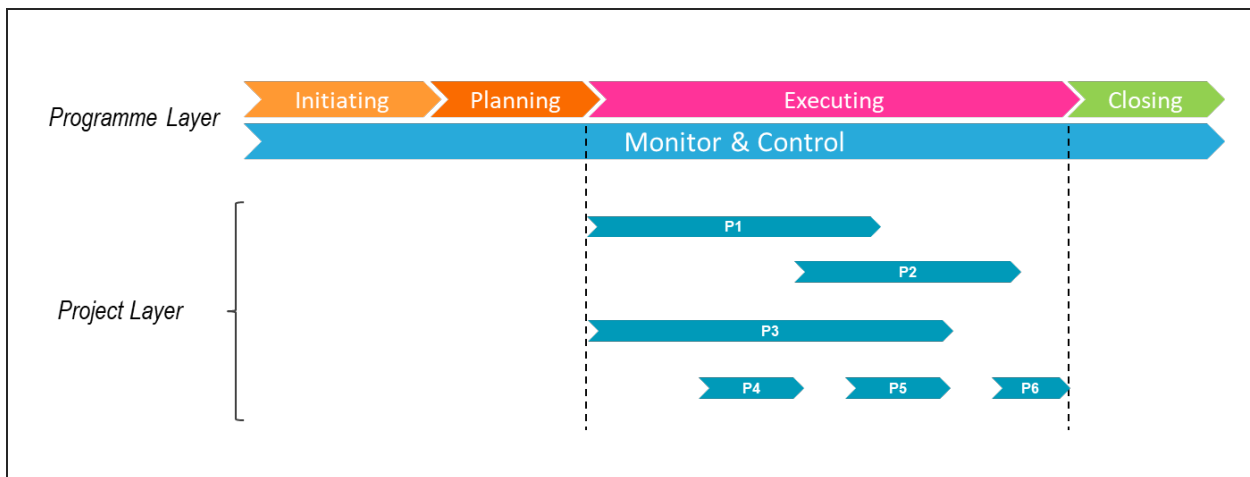 Programme Layer
Initiating
Planning
Executing
Closing
Monitor & Control
Project Layer
P1
P2
P3
P4
P5
P6